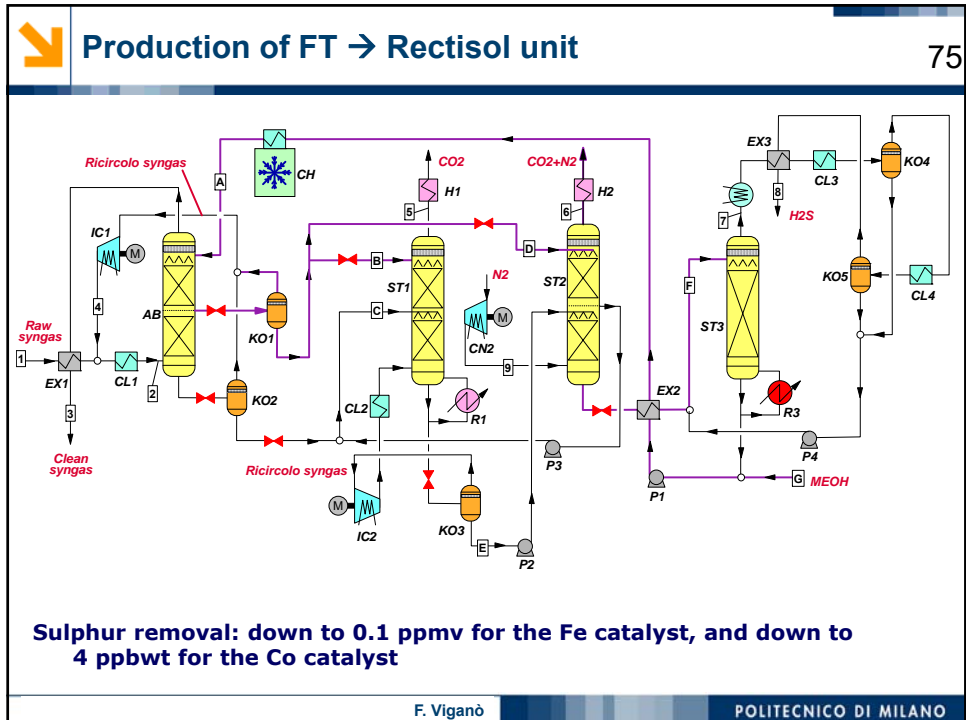 Production of FT → Rectisol unit
75
Ricircolo syngas
A
CH
CO2
5
H1
CO2+N2
6
H2
EX3
8
H2S
CL3
KO4
7
IC1
M
4
AB
B
ST1
D
ST2
N2
C
M
CN2
9
F
ST3
KO5
CL4
Raw
syngas
1
EX1
CL1
2
KO1
3
KO2
CL2
R1
EX2
R3
Clean
syngas
Ricircolo syngas
P3
P4
M
IC2
KO3
E
P2
P1
G
MEOH
Sulphur removal: down to 0.1 ppmv for the Fe catalyst, and down to
4 ppbwt for the Co catalyst
F. Viganò
POLITECNICO DI MILANO